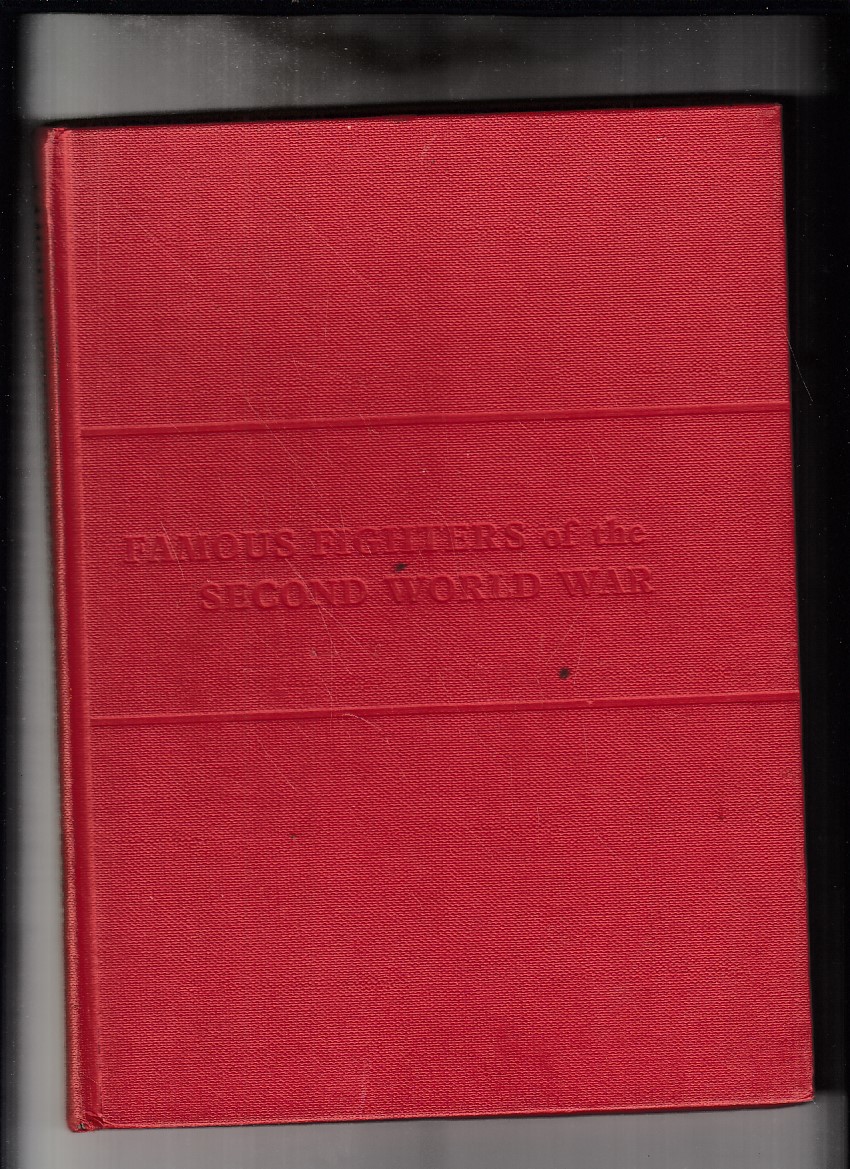 FAMOUS FIGHTERS of the
SECOND WORLD WAR